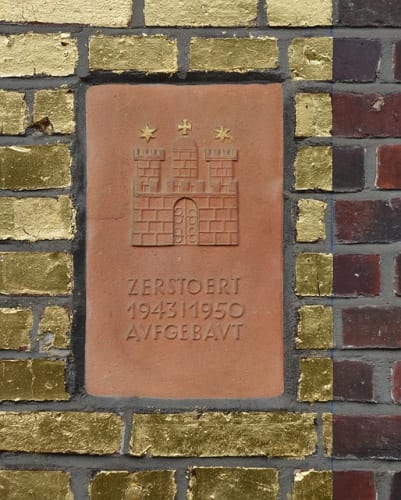 ZERSTOERT
1943 | 1950
AVFGEBAVT